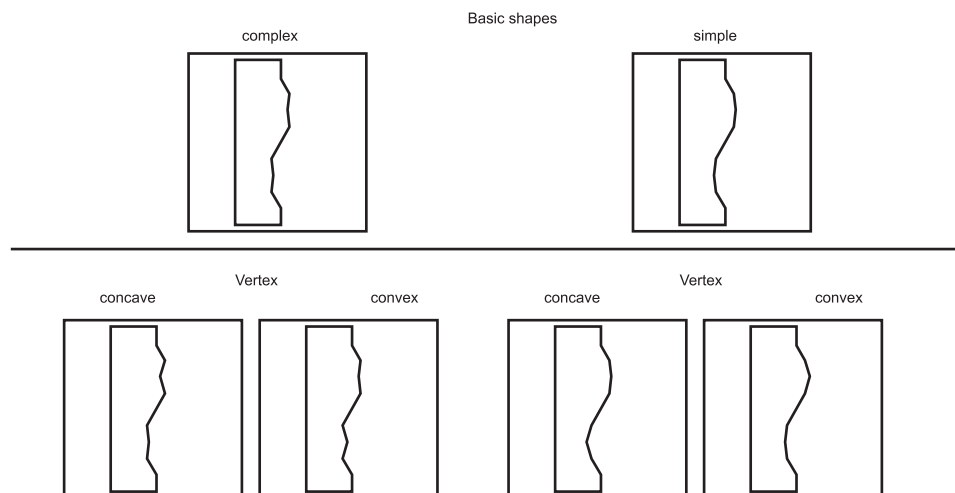 Basic shapes
complex simple
Vertex Vertex
concave convex concave convex